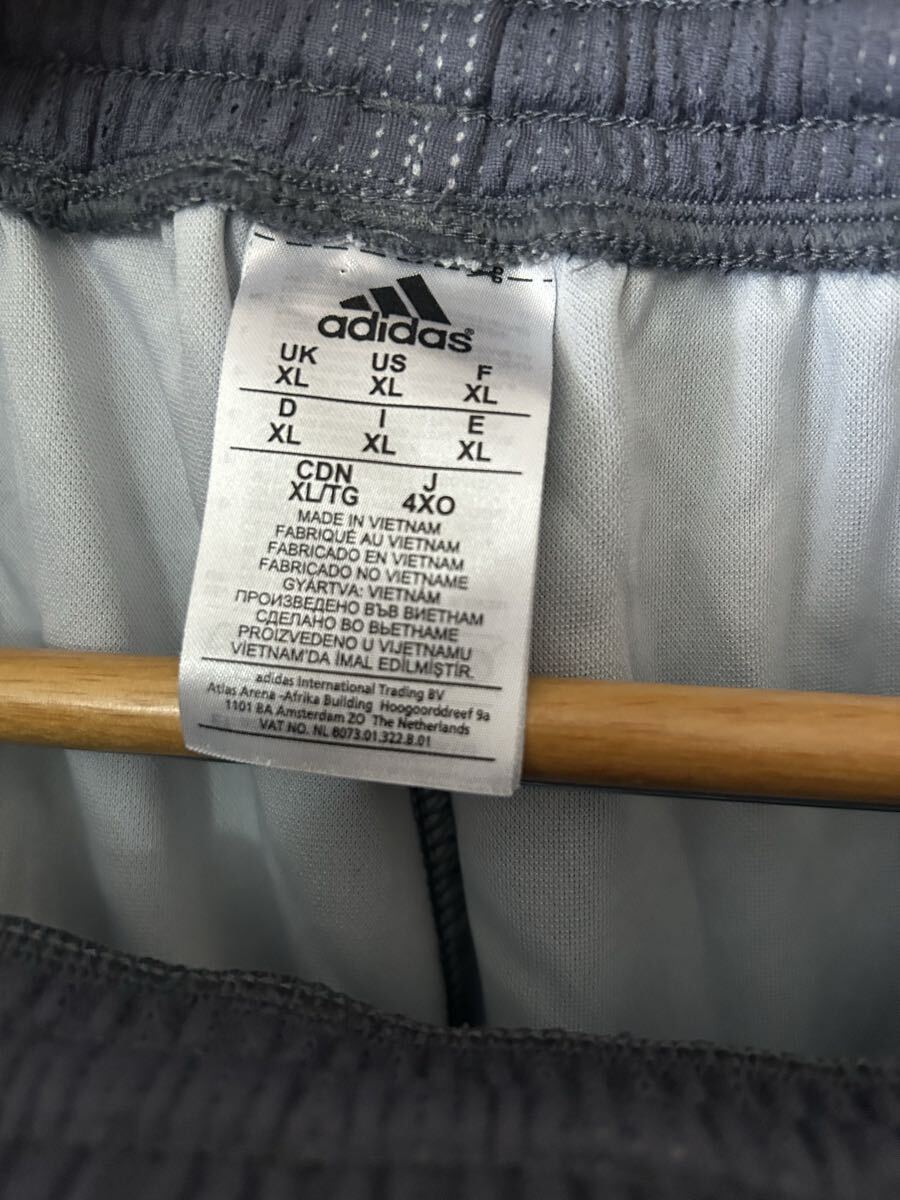 adidas®
UK US F
XL XL XL
D I E
XL XL XL
CDN J
XL/TG 4XO
MADE IN VIETNAM
FABRIQUÉ AU VIETNAM
FABRICADO EN VIETNAM
FABRICADO NO VIETNAME
GYÁRTVA: VIETNÁM
ПРОИЗВЕДЕНО ВЪВ ВИЕТНАМ
СДЕЛАНО ВО ВЬЕТНАМЕ
PROIZVEDENO U VIJETNAMU
VIETNAM'DA İMAL EDİLMİŞTİR.
adidas International Trading BV
Atlas Arena -Afrika Building Hoogoorddreef 9a
1101 BA Amsterdam ZO The Netherlands
VAT NO. NL 8073.01.322.B.01